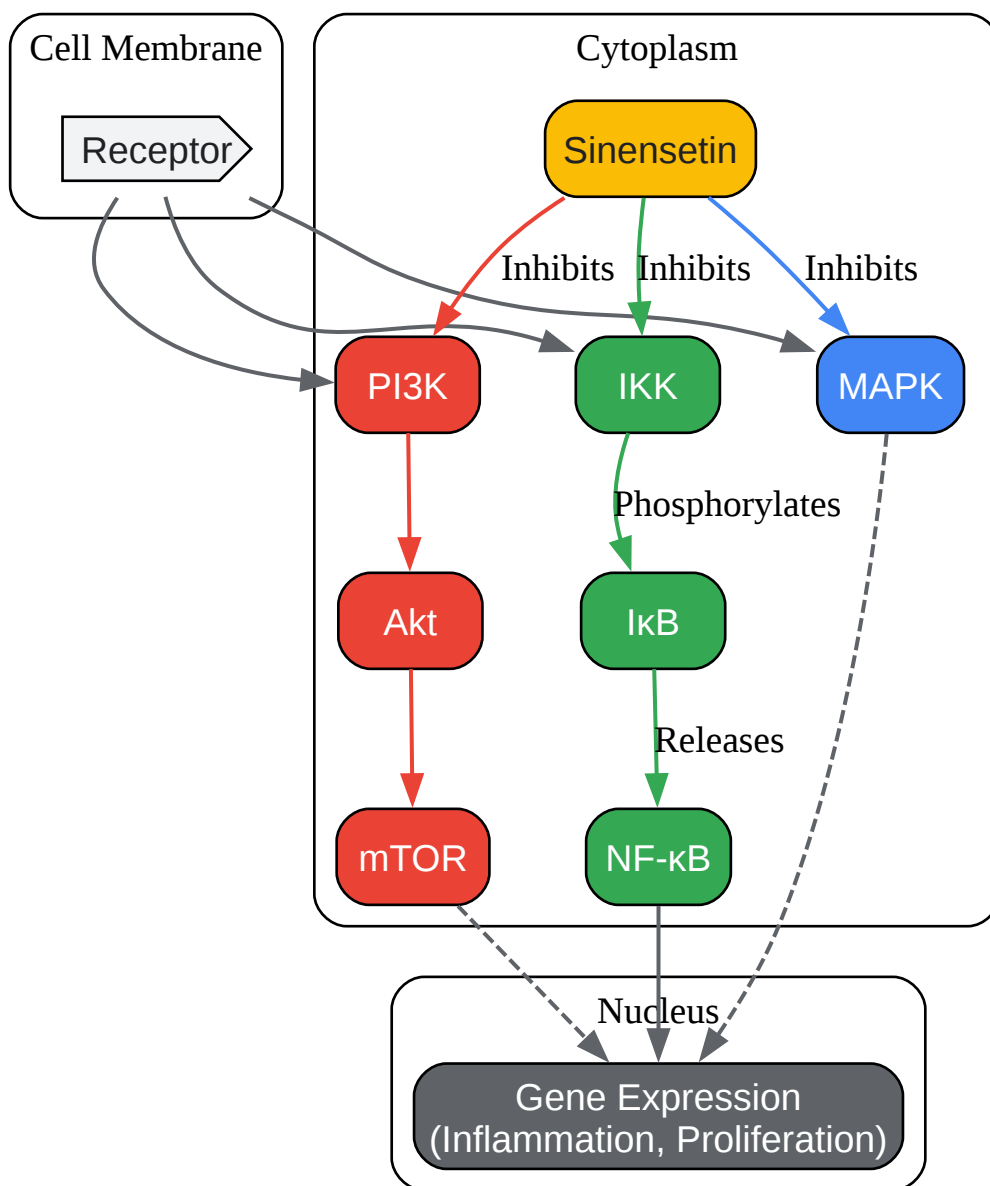 Cell Membrane
Cytoplasm
Receptor
Sinensetin
Inhibits
Inhibits
Inhibits
PI3K
IKK
MAPK
Phosphorylates
Akt
IκB
Releases
mTOR
NF-κB
Nucleus
Gene Expression
(Inflammation, Proliferation)